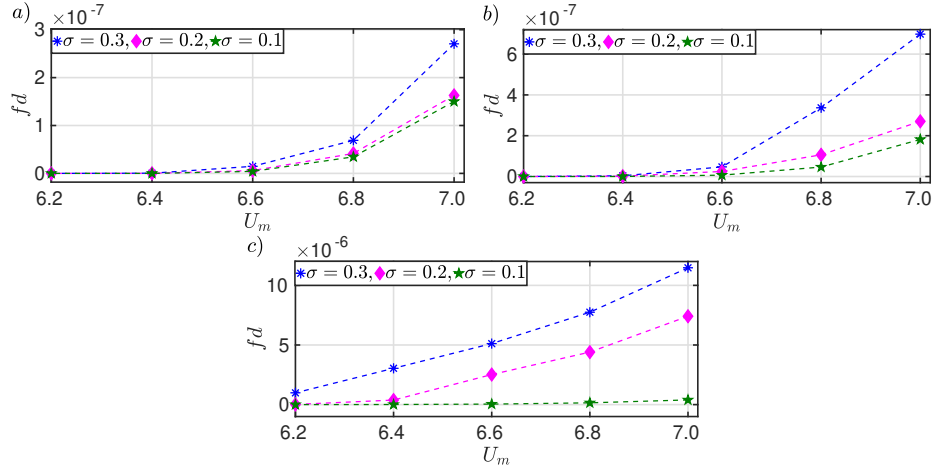 a)
×10⁻⁷
σ = 0.3, σ = 0.2, σ = 0.1
3
2
1
0
fd
6.2 6.4 6.6 6.8 7.0
U_m
b)
×10⁻⁷
σ = 0.3, σ = 0.2, σ = 0.1
6
4
2
0
fd
6.2 6.4 6.6 6.8 7.0
U_m
c)
×10⁻⁶
σ = 0.3, σ = 0.2, σ = 0.1
10
5
0
fd
6.2 6.4 6.6 6.8 7.0
U_m